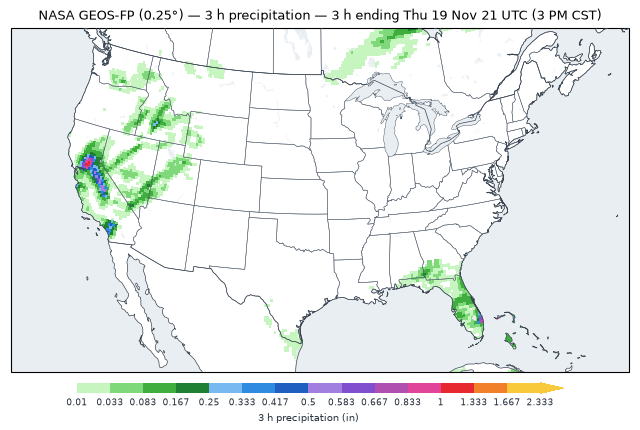 NASA GEOS-FP (0.25°) — 3 h precipitation — 3 h ending Thu 19 Nov 21 UTC (3 PM CST)
0.01 0.033 0.083 0.167 0.25 0.333 0.417 0.5 0.583 0.667 0.833 1 1.333 1.667 2.333
3 h precipitation (in)